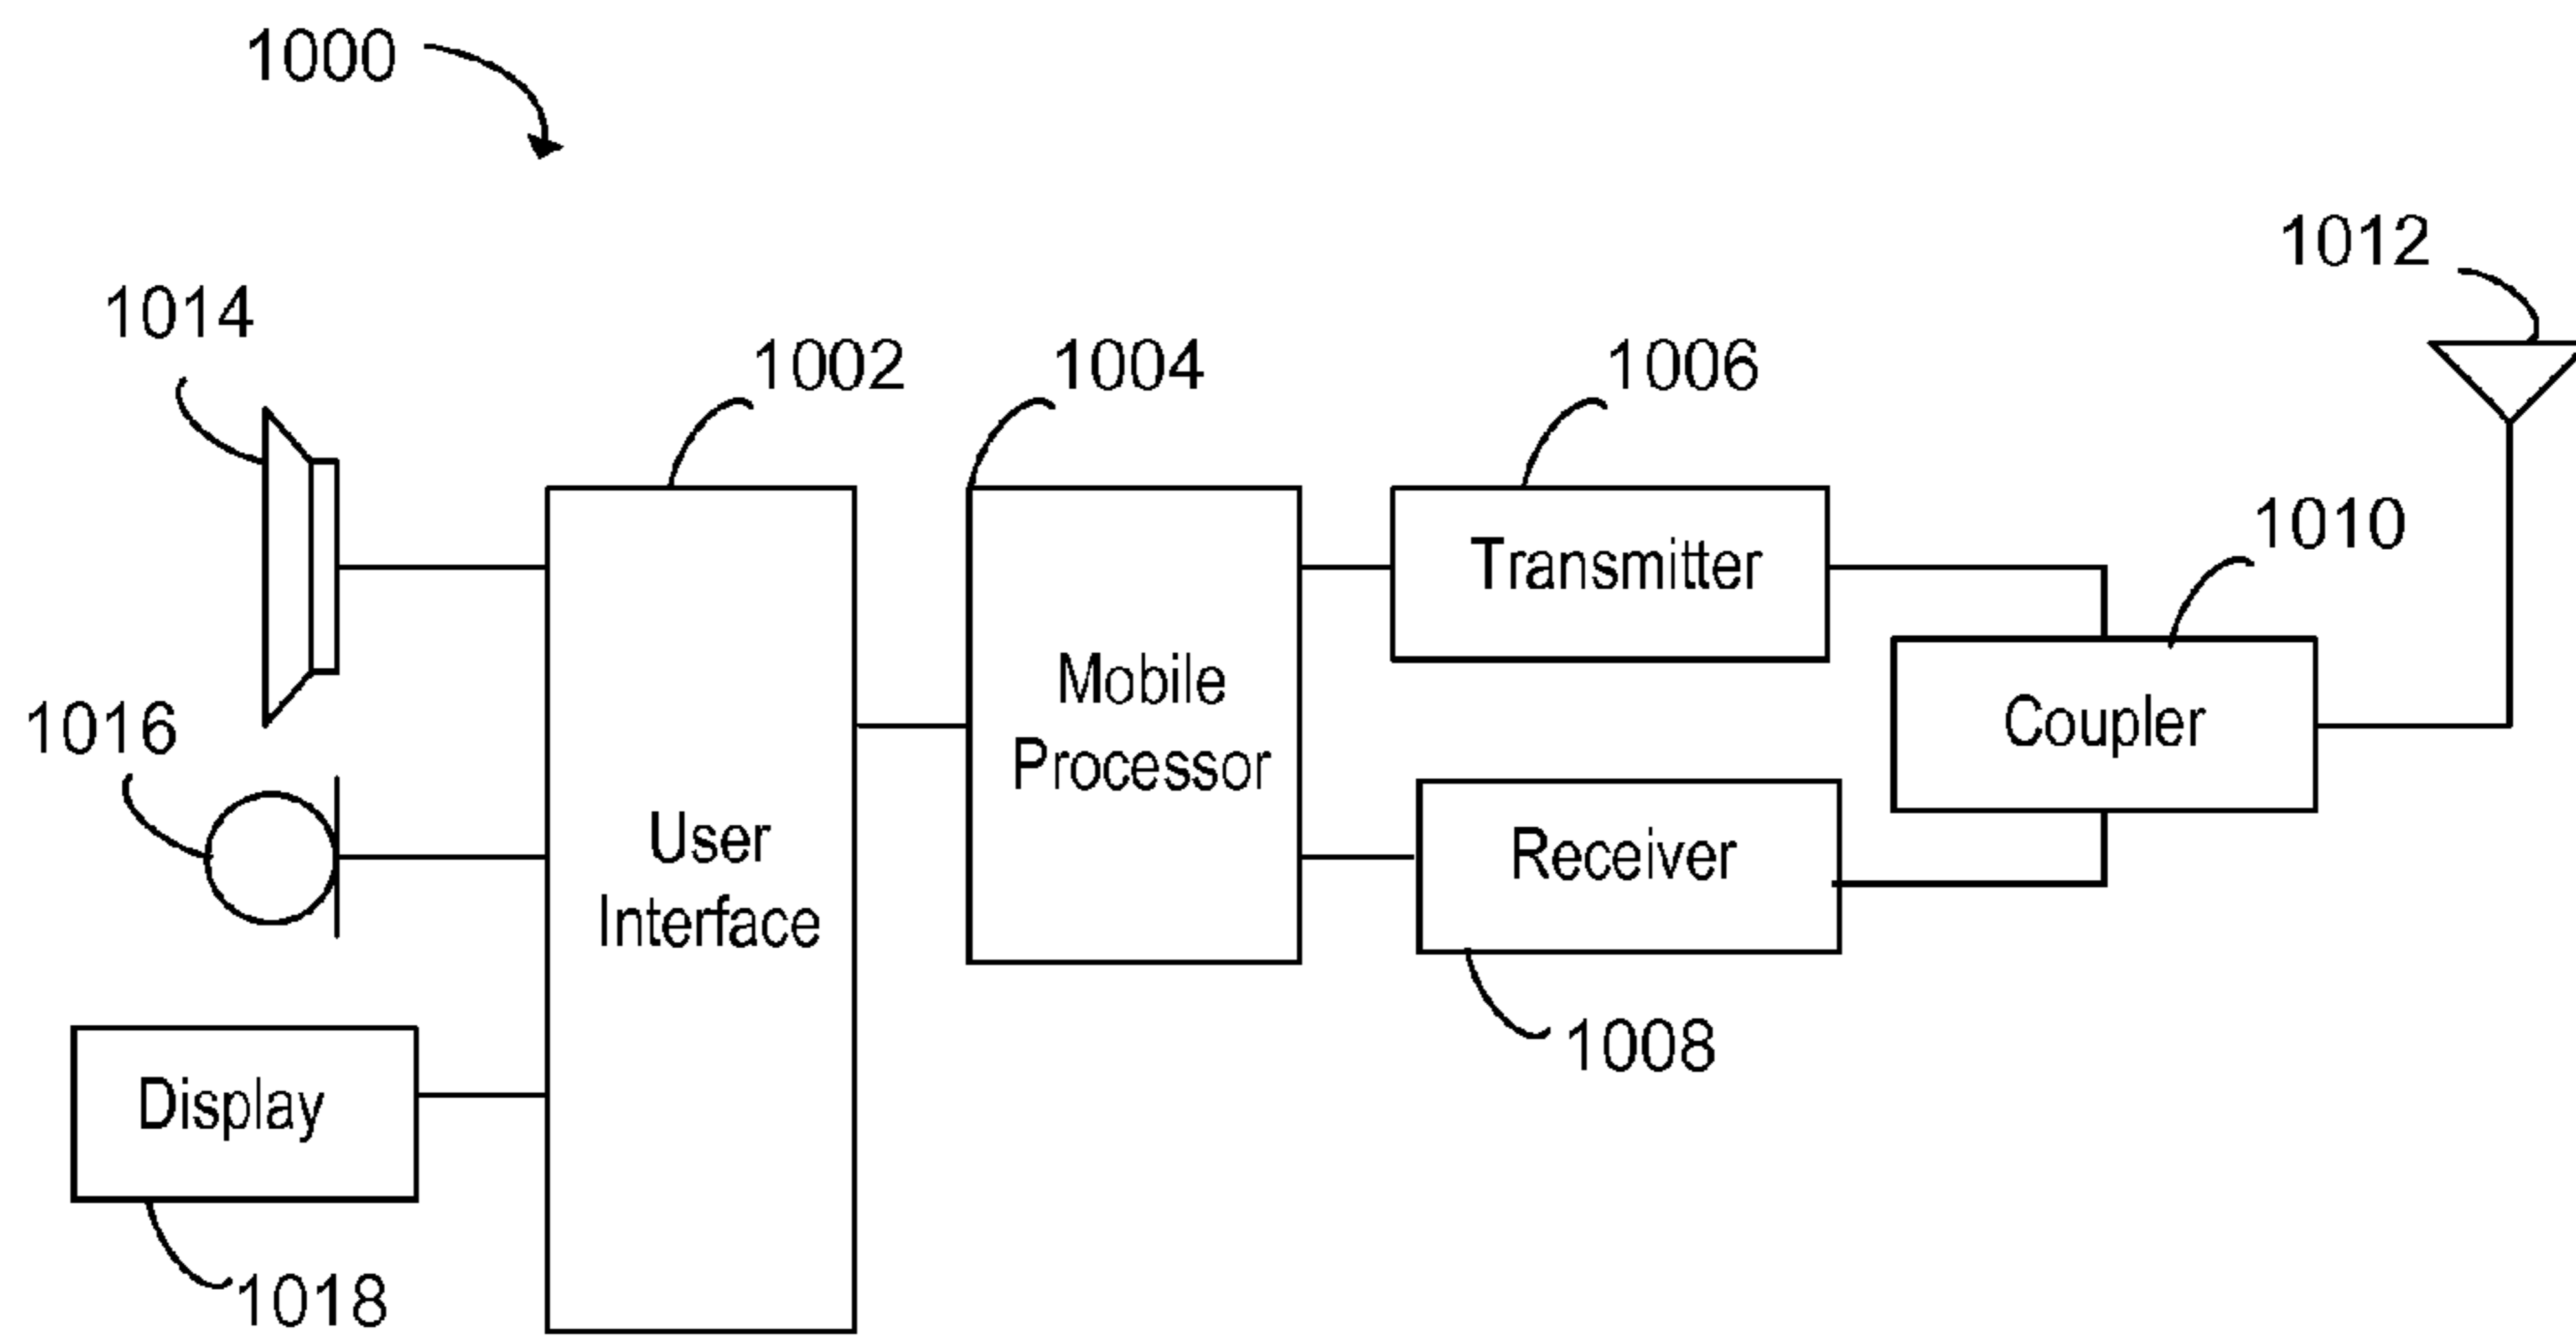 1000
1012
1014
1002
1004
1006
1010
Transmitter
Mobile
Processor
Coupler
1016
User
Interface
Receiver
1008
Display
1018